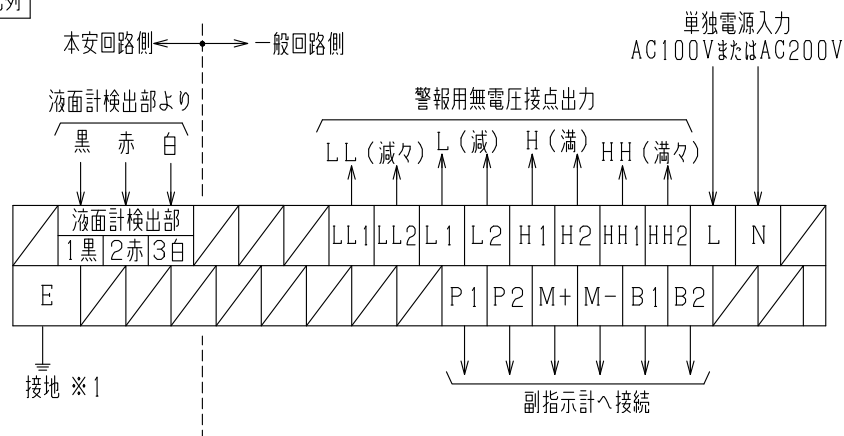 列
単独電源入力
AC100VまたはAC200V
本安回路側
一般回路側
液面計検出部より
警報用無電圧接点出力
黒 赤 白
LL(減々) L(減) H(満) HH(満々)
液面計検出部
1黒 2赤 3白
LL1 LL2 L1 L2 H1 H2 HH1 HH2 L N
E P1 P2 M+ M- B1 B2
接地 ※1
副指示計へ接続